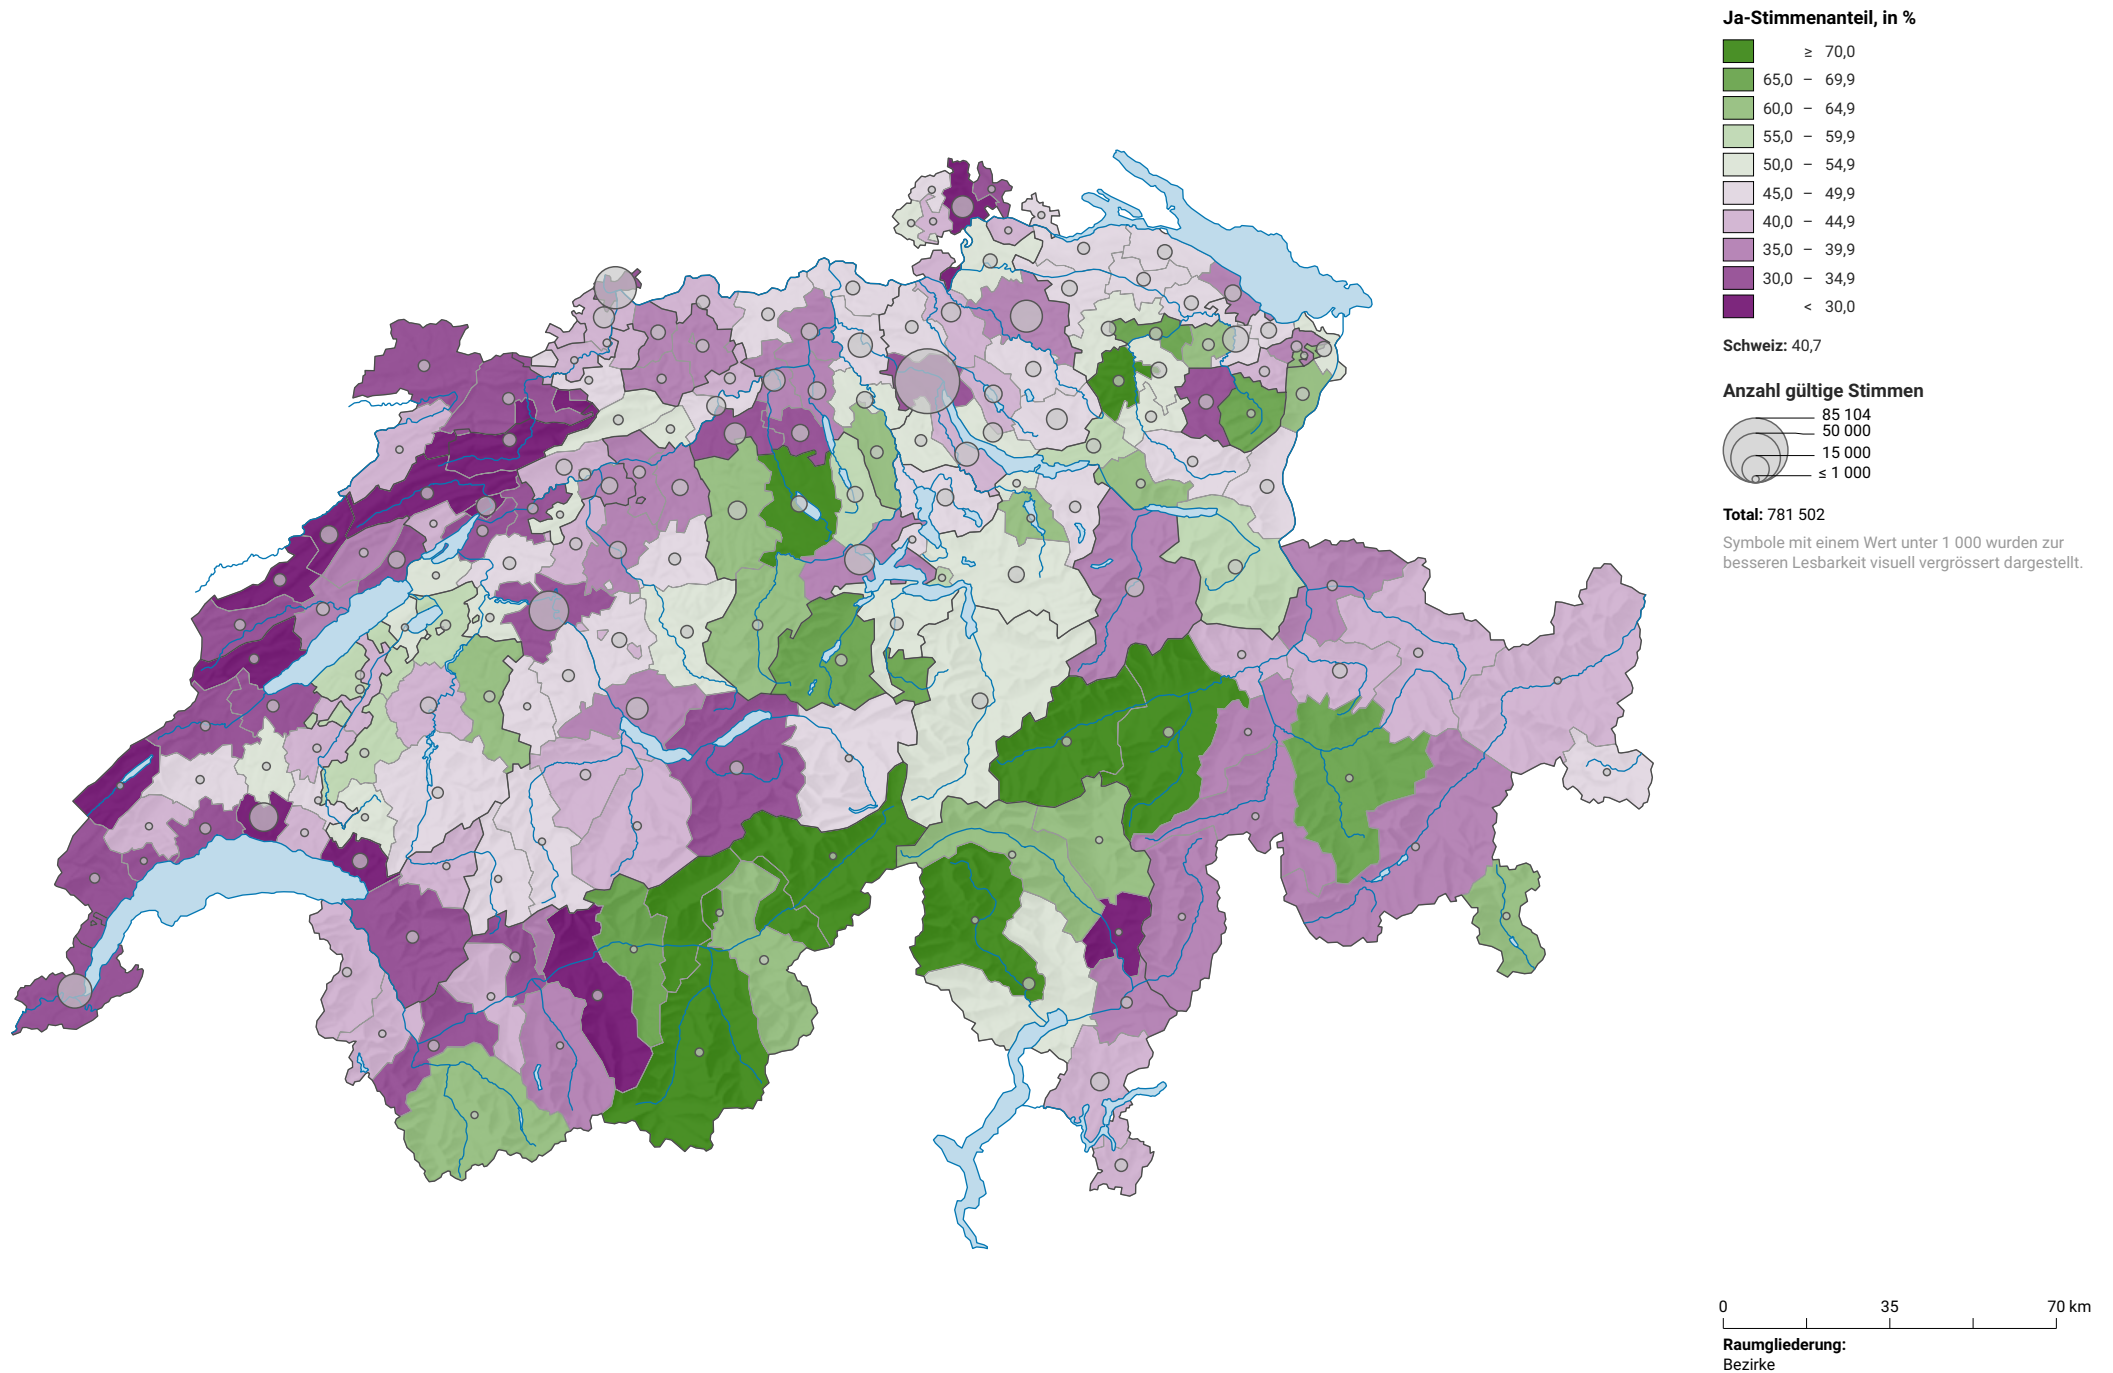 Ja-Stimmenanteil, in %
≥ 70,0
65,0 – 69,9
60,0 – 64,9
55,0 – 59,9
50,0 – 54,9
45,0 – 49,9
40,0 – 44,9
35,0 – 39,9
30,0 – 34,9
< 30,0
Schweiz: 40,7
Anzahl gültige Stimmen
85 104
50 000
15 000
≤ 1 000
Total: 781 502
Symbole mit einem Wert unter 1 000 wurden zur
besseren Lesbarkeit visuell vergrössert dargestellt.
0 35 70 km
Raumgliederung:
Bezirke